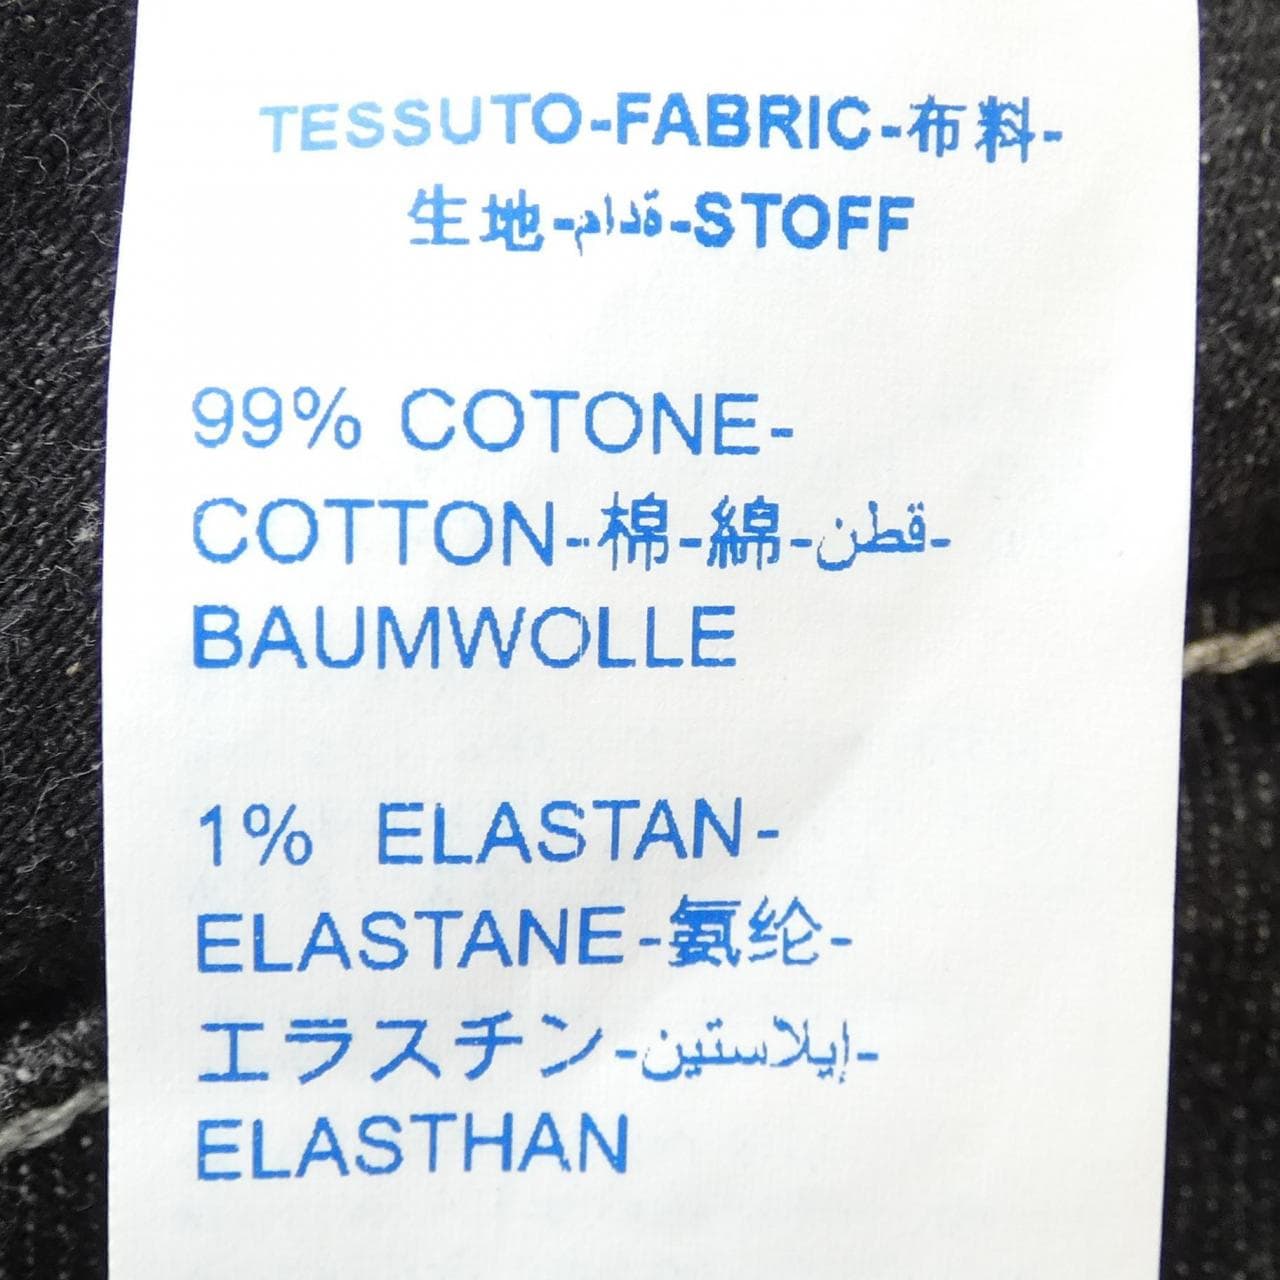 TESSUTO-FABRIC-布料-
生地-مادة-STOFF
99% COTONE-
COTTON-棉-綿-قطن-
BAUMWOLLE
1% ELASTAN-
ELASTANE-氨纶-
エラスチン-إيلاستين-
ELASTHAN